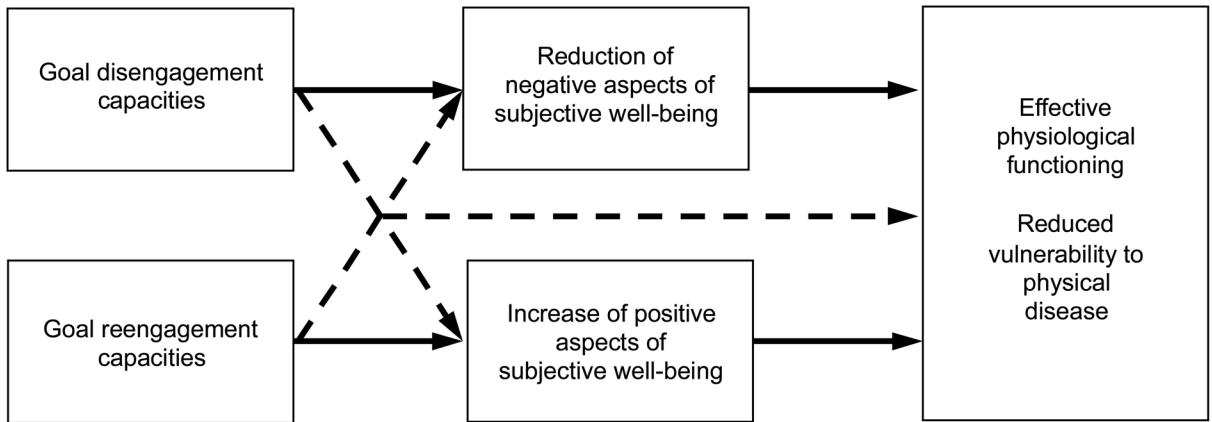 Goal disengagement
capacities
Reduction of
negative aspects of
subjective well-being
Effective
physiological
functioning
Reduced
vulnerability to
physical
disease
Goal reengagement
capacities
Increase of positive
aspects of
subjective well-being